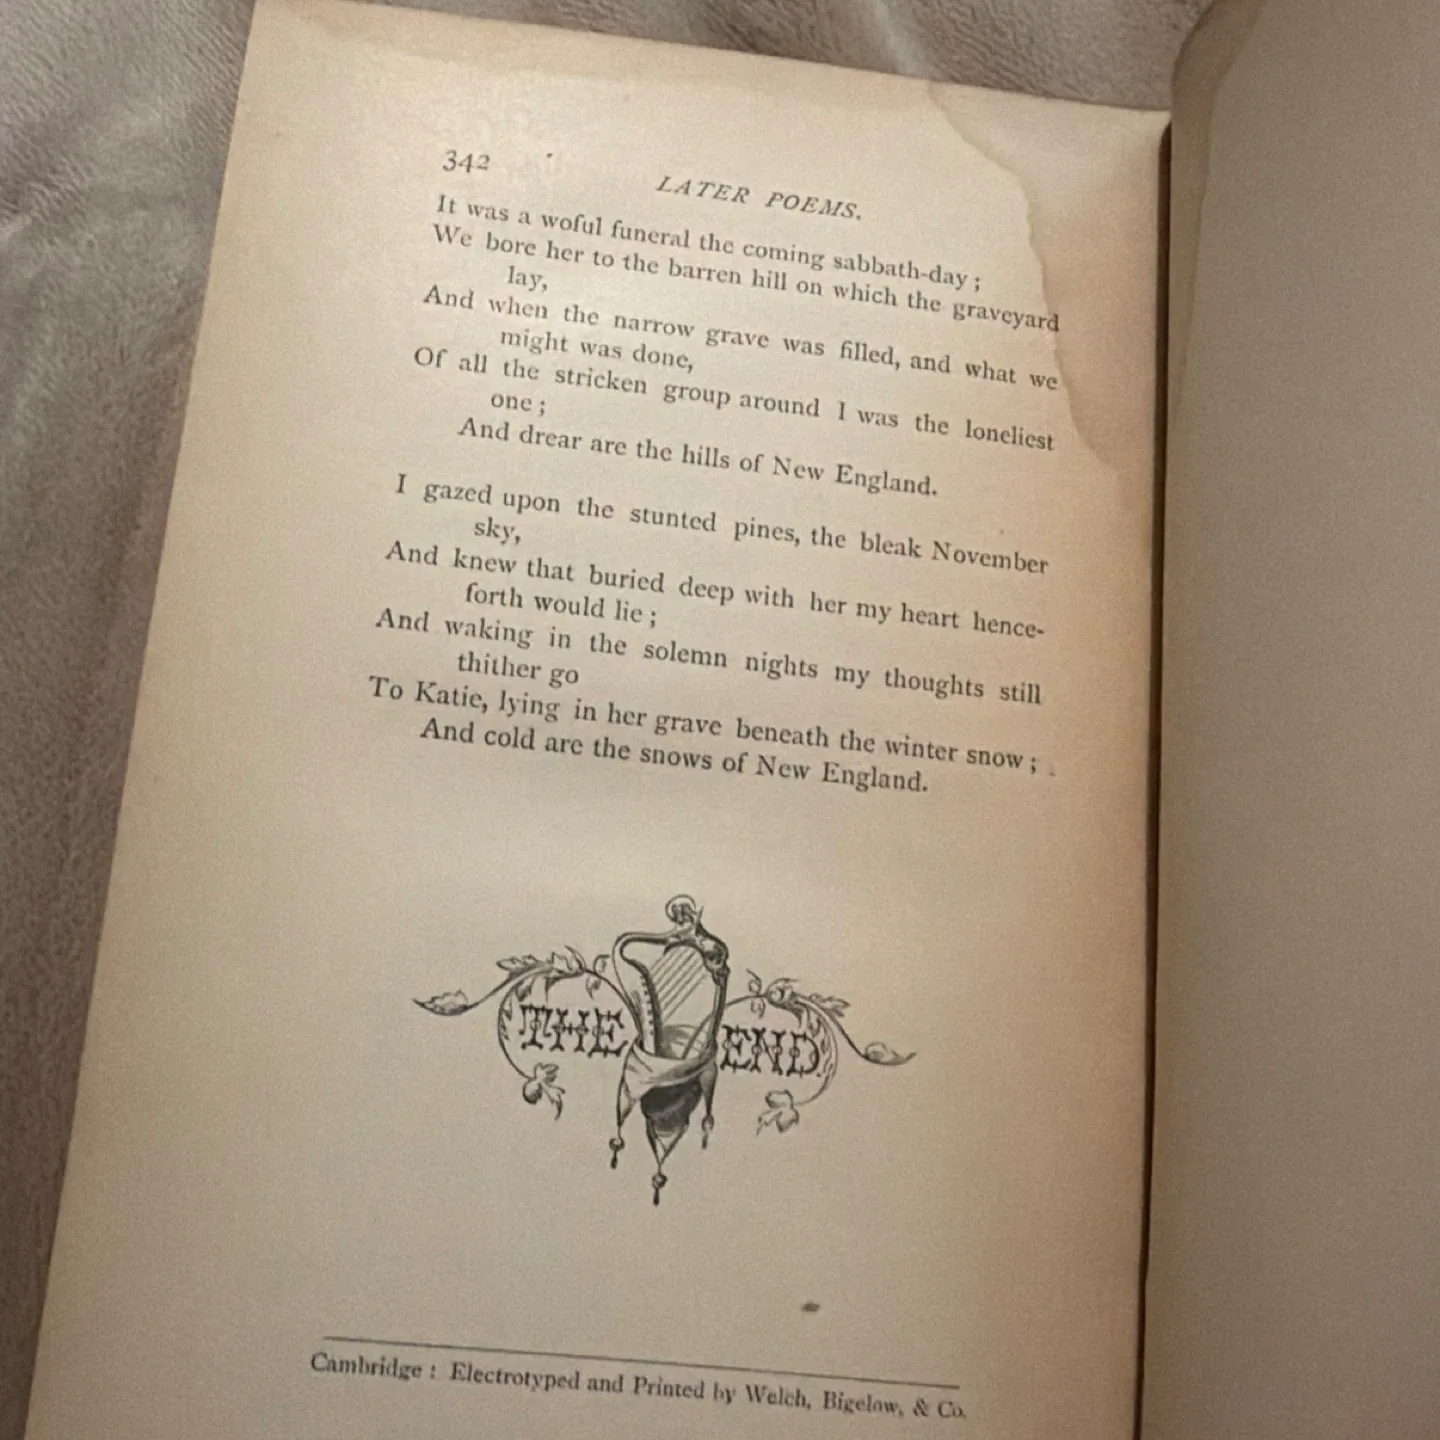 342
LATER POEMS.
It was a woful funeral the coming sabbath-day;
We bore her to the barren hill on which the graveyard
lay,
And when the narrow grave was filled, and what we
might was done,
Of all the stricken group around I was the loneliest
one;
And drear are the hills of New England.
I gazed upon the stunted pines, the bleak November
sky,
And knew that buried deep with her my heart hence-
forth would lie;
And waking in the solemn nights my thoughts still
thither go
To Katie, lying in her grave beneath the winter snow;
And cold are the snows of New England.
THE END.
Cambridge: Electrotyped and Printed by Welch, Bigelow, & Co.